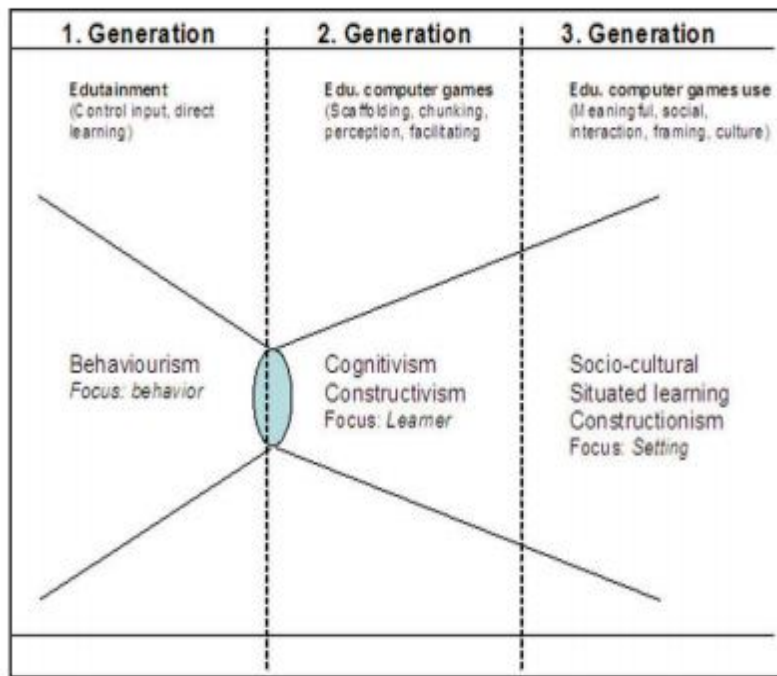 1. Generation
2. Generation
3. Generation
Edutainment
(Control input, direct
learning)
Edu. computer games
(Scaffolding, chunking,
perception, facilitating
Edu. computer games use
(Meaningful, social,
interaction, framing, culture)
Behaviourism
Focus: behavior
Cognitivism
Constructivism
Focus: Learner
Socio-cultural
Situated learning
Constructionism
Focus: Setting